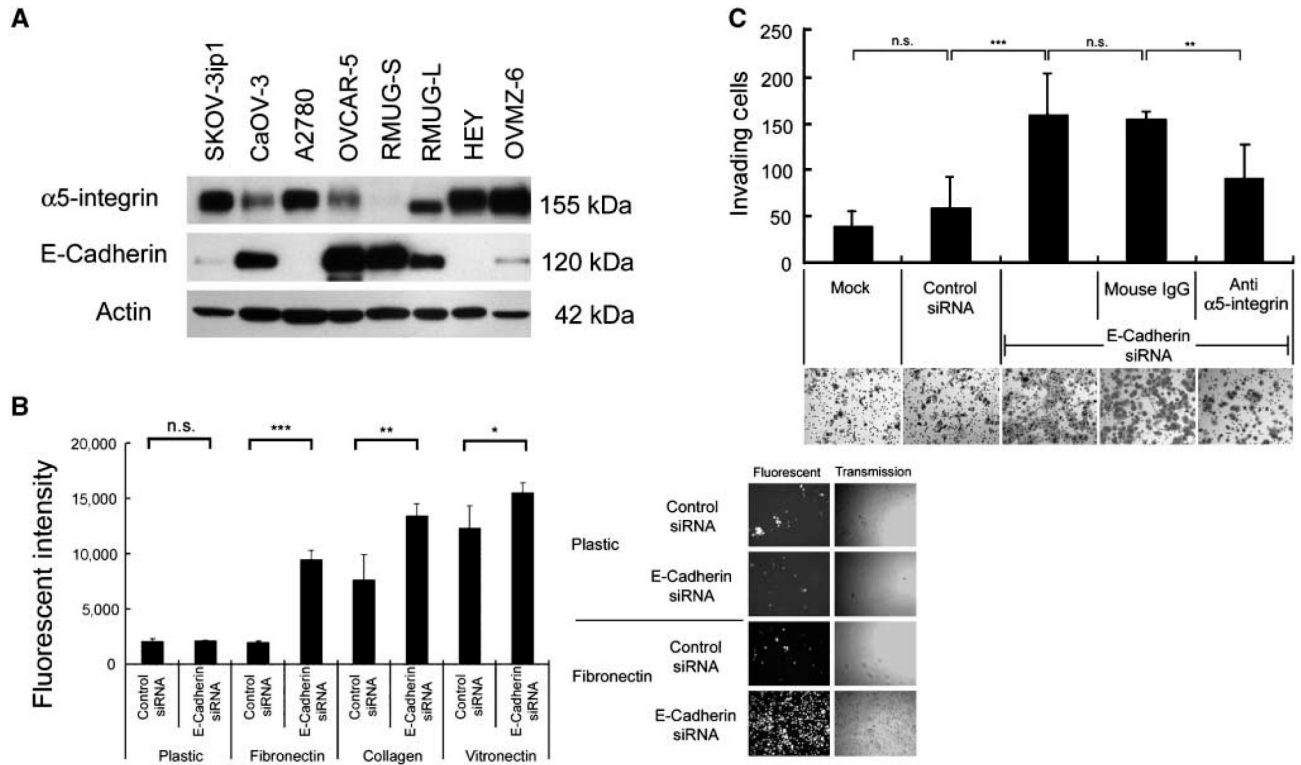 A
SKOV-3ip1
CaOV-3
A2780
OVCAR-5
RMUG-S
RMUG-L
HEY
OVMZ-6
α5-integrin
155 kDa
E-Cadherin
120 kDa
Actin
42 kDa
B
Fluorescent intensity
20,000
15,000
10,000
5,000
0
n.s.
***
**
*
Control
siRNA
E-Cadherin
siRNA
Control
siRNA
E-Cadherin
siRNA
Control
siRNA
E-Cadherin
siRNA
Control
siRNA
E-Cadherin
siRNA
Plastic
Fibronectin
Collagen
Vitronectin
Fluorescent
Transmission
Plastic
Control
siRNA
E-Cadherin
siRNA
Fibronectin
Control
siRNA
E-Cadherin
siRNA
C
Invading cells
250
200
150
100
50
0
n.s.
***
n.s.
**
Mock
Control
siRNA
Mouse IgG
Anti
α5-integrin
E-Cadherin
siRNA